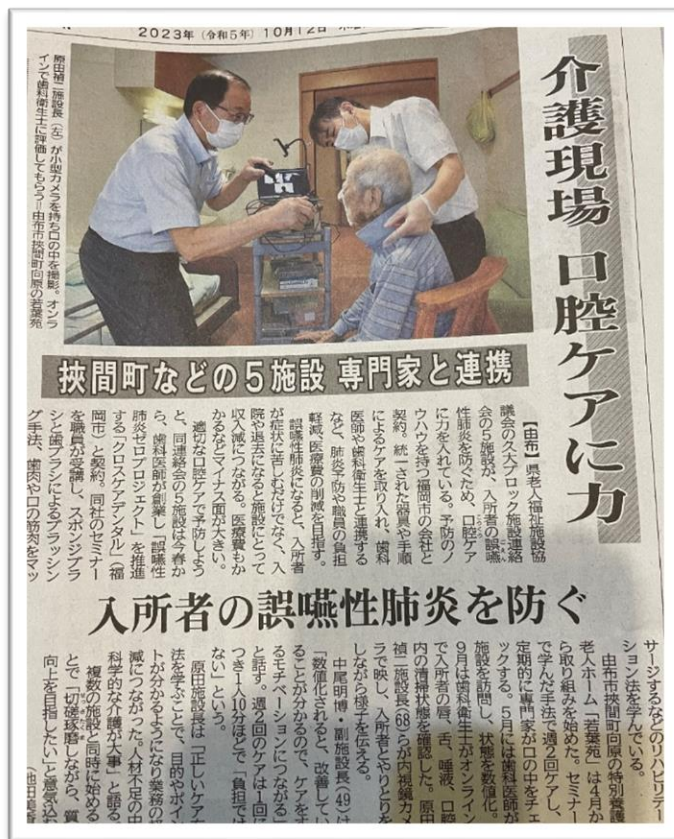 2023年（令和5年）10月12日
介護現場 口腔ケアに力
原田禎二施設長（左）が小型カメラを持ち口の中を撮影。オンラ
インで歯科衛生士に評価してもらう＝由布市挾間町向原の若葉苑
挾間町などの5施設 専門家と連携
【由布】県老人福祉施設協
議会の久大ブロック施設連絡
会の5施設が、入所者の誤嚥
性肺炎を防ぐため、口腔ケア
に力を入れている。予防のノ
ウハウを持つ福岡市の会社と
契約。統一された器具や手順
によるケアを取り入れ、歯科
医師や歯科衛生士と連携する
など、肺炎予防や職員の負担
軽減、医療費の削減を目指す。
誤嚥性肺炎になると、入所者
が症状に苦しむだけでなく、入
院や退去になると施設にとって
収入減につながる。医療費もか
かるなどマイナス面が大きい。
適切な口腔ケアで予防しよう
と、同連絡会の5施設は今春か
ら、歯科医師が創業し「誤嚥性
肺炎ゼロプロジェクト」を推進
する「クロスケアデンタル」（福
岡市）と契約。同社のセミナー
を職員が受講し、スポンジブラ
シと歯ブラシによるブラッシン
グ手法、歯肉や口の筋肉をマッ
入所者の誤嚥性肺炎を防ぐ
サージするなどのリハビリテー
ション法を学んでいる。
由布市挾間町向原の特別養護
老人ホーム「若葉苑」は4月か
ら取り組みを始めた。セミナー
で学んだ手法で週2回ケアし、
定期的に専門家が口の中をチェ
ックする。5月には歯科医師が
施設を訪問し、状態を数値化。
9月は歯科衛生士がオンライン
で入所者の唇、舌、唾液、口腔
内の清掃状態を確認した。原田
禎二施設長（68）らが内視鏡カメ
ラで映し、入所者とやりとりを
しながら様子を伝える。
中尾明博・副施設長（49）は
「数値化されると、改善してい
ることが分かるので、ケアをす
るモチベーションにつながる」
と話す。週2回のケアは1回に
つき1人10分ほどで「負担では
ない」という。
原田施設長は「正しいケア方
法を学ぶことで、目的やポイン
トが分かるようになり業務の軽
減につながった。人材不足の中、
科学的な介護が大事」と語る。
複数の施設と同時に始めるこ
とで「切磋琢磨しながら、質の
向上を目指したい」と意気込む。